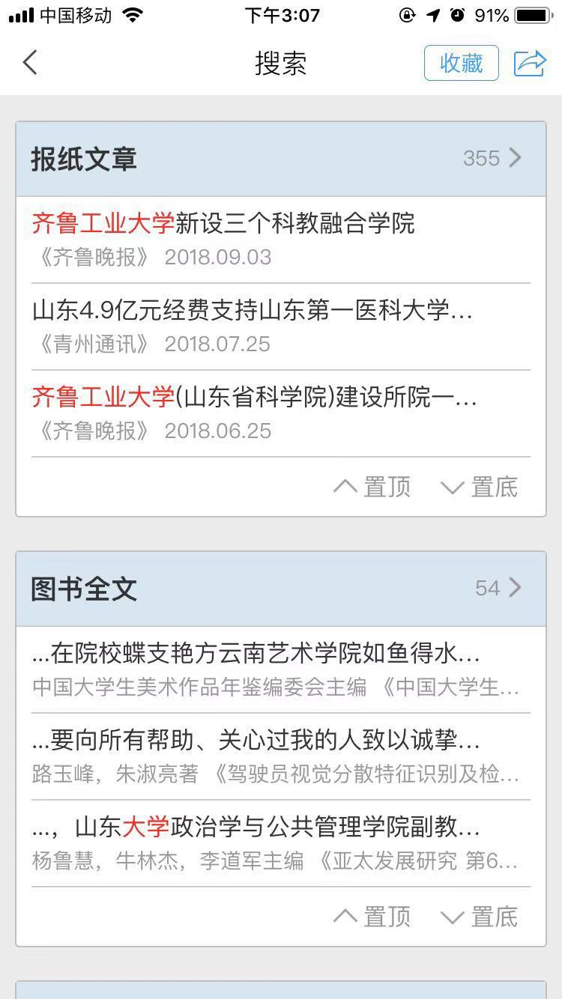 中国移动 下午3:07 91%
搜索 收藏
报纸文章 355
齐鲁工业大学新设三个科教融合学院
《齐鲁晚报》 2018.09.03
山东4.9亿元经费支持山东第一医科大学...
《青州通讯》 2018.07.25
齐鲁工业大学(山东省科学院)建设所院一...
《齐鲁晚报》 2018.06.25
置顶 置底
图书全文 54
...在院校蝶支艳方云南艺术学院如鱼得水...
中国大学生美术作品年鉴编委会主编 《中国大学生...
...要向所有帮助、关心过我的人致以诚挚...
路玉峰，朱淑亮著 《驾驶员视觉分散特征识别及检...
...，山东大学政治学与公共管理学院副教...
杨鲁慧，牛林杰，李道军主编 《亚太发展研究 第6...
置顶 置底